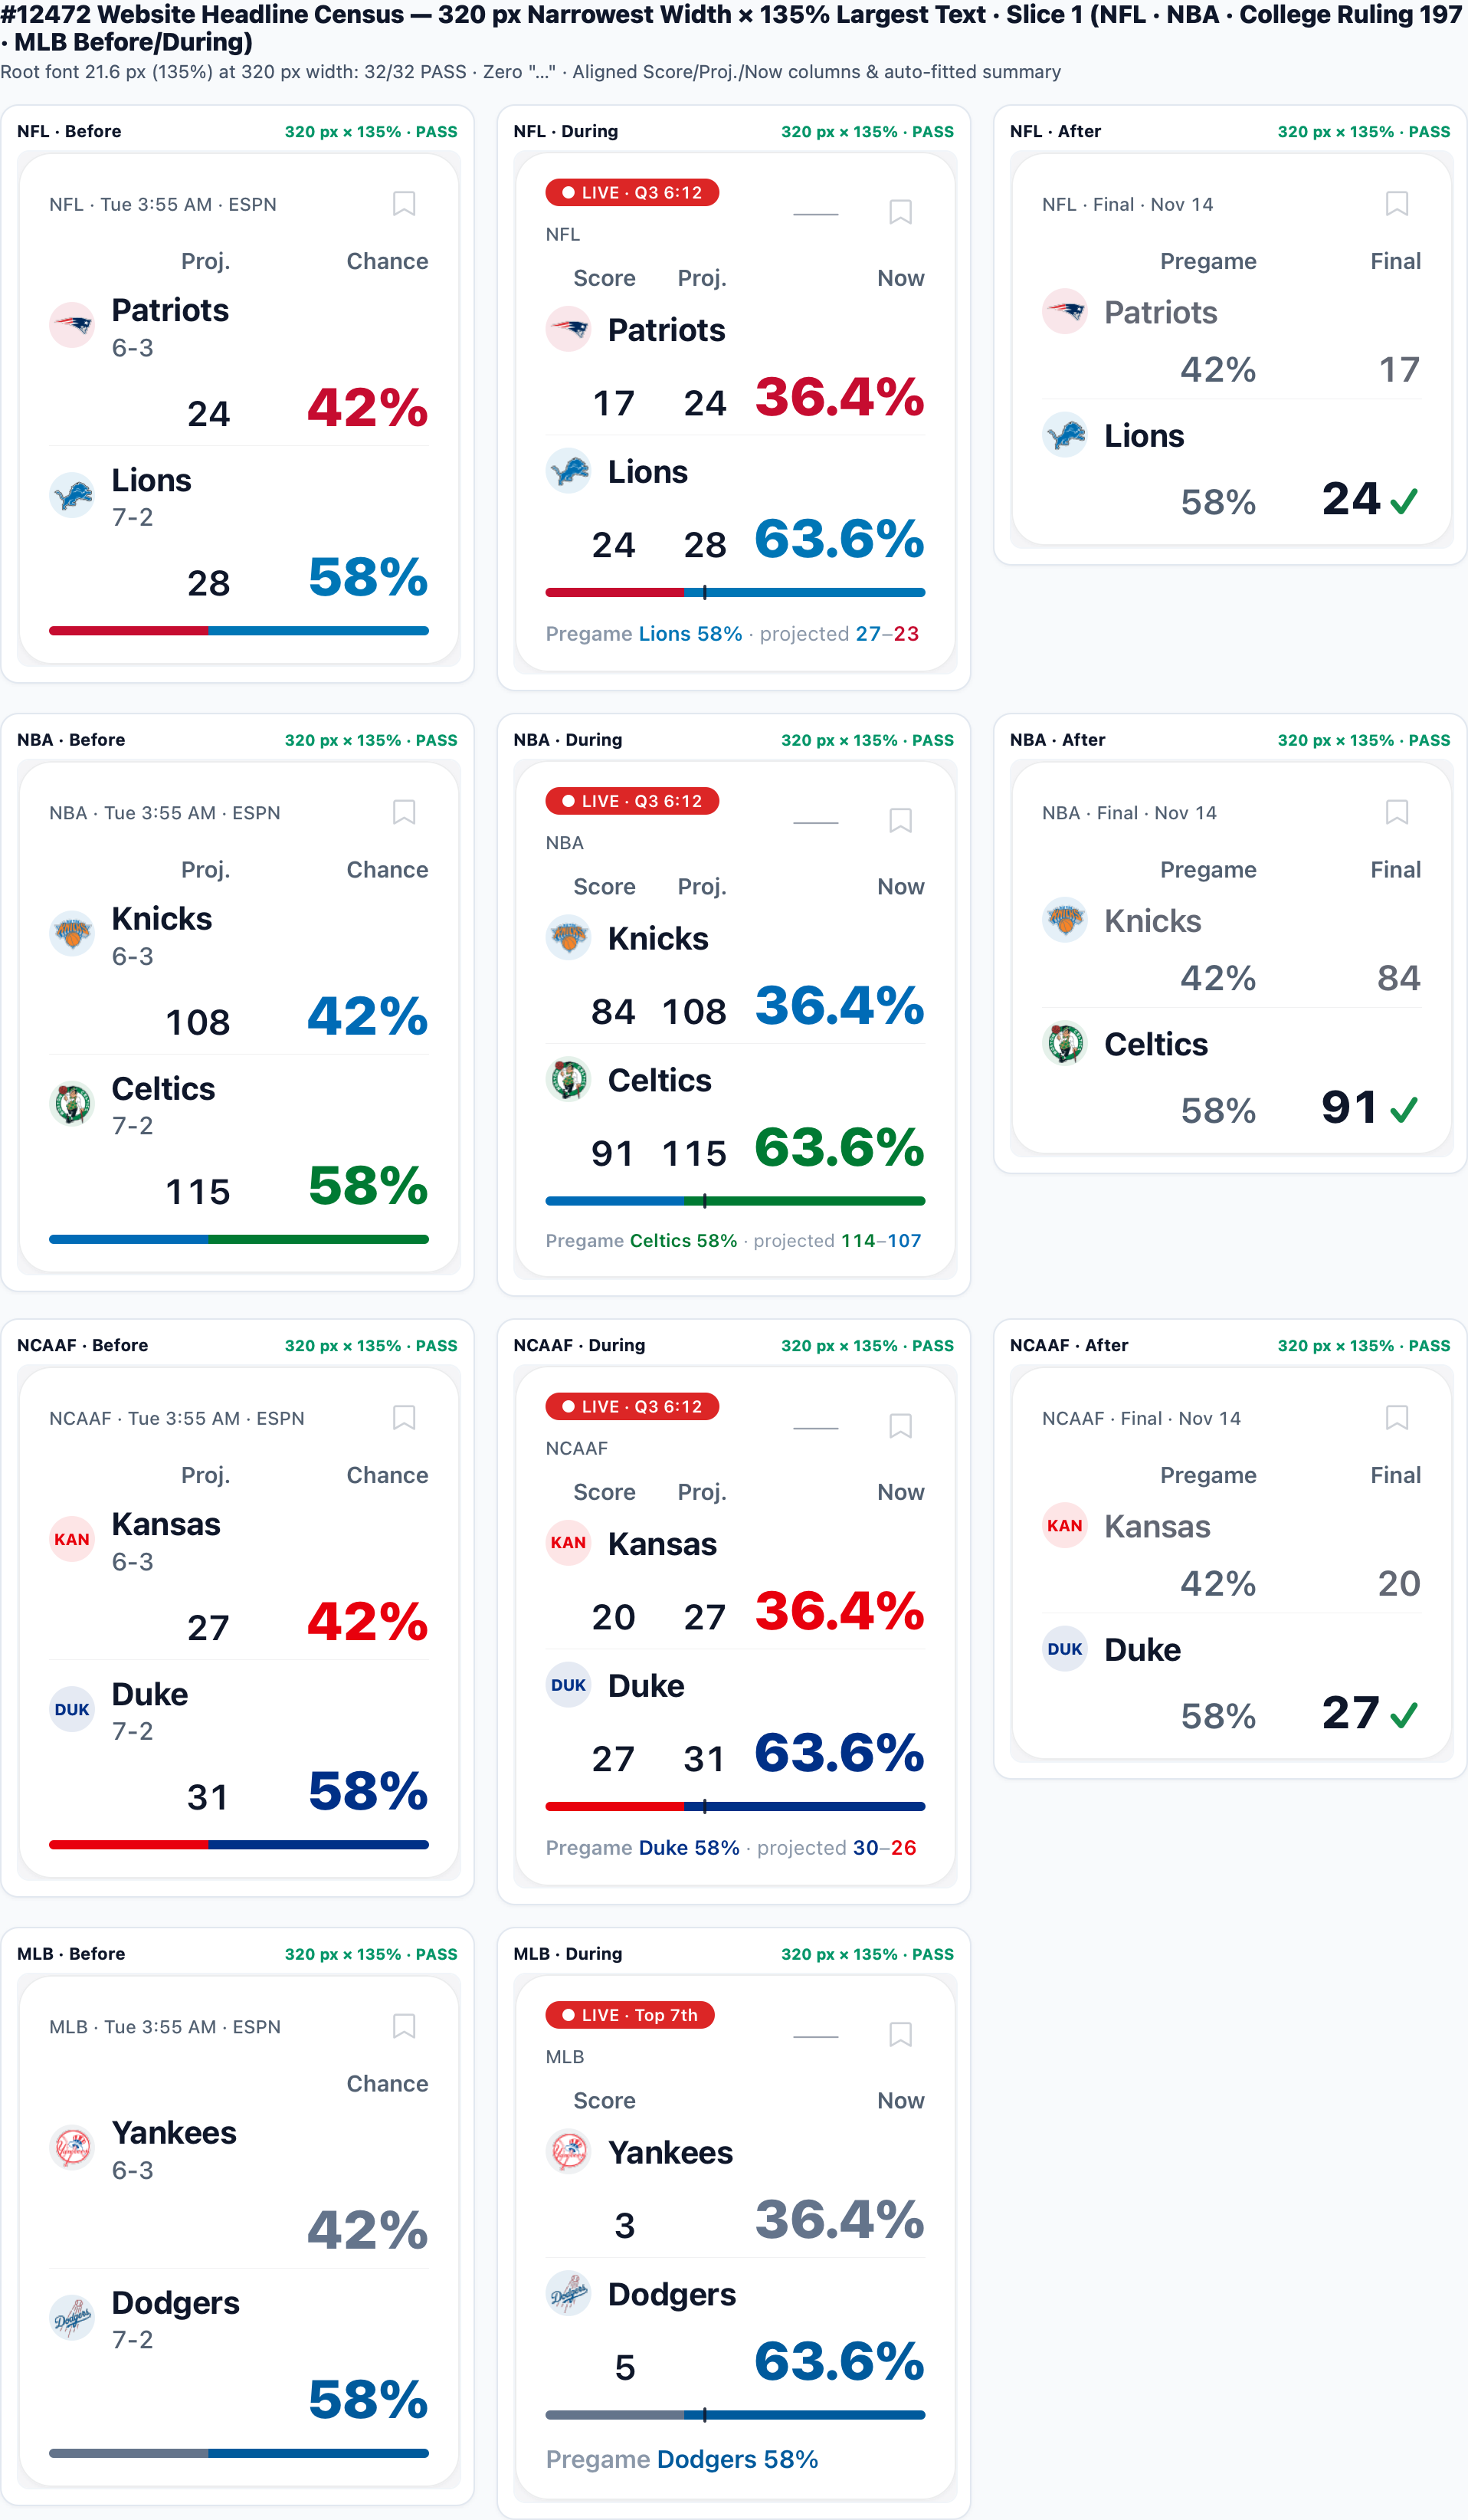 #12472 Website Headline Census — 320 px Narrowest Width × 135% Largest Text · Slice 1 (NFL · NBA · College Ruling 197
· MLB Before/During)
Root font 21.6 px (135%) at 320 px width: 32/32 PASS · Zero "…" · Aligned Score/Proj./Now columns & auto-fitted summary
NFL · Before 320 px × 135% · PASS
NFL · Tue 3:55 AM · ESPN
Proj. Chance
Patriots
6-3
24 42%
Lions
7-2
28 58%
NFL · During 320 px × 135% · PASS
LIVE · Q3 6:12
NFL
Score Proj. Now
Patriots
17 24 36.4%
Lions
24 28 63.6%
Pregame Lions 58% · projected 27–23
NFL · After 320 px × 135% · PASS
NFL · Final · Nov 14
Pregame Final
Patriots
42% 17
Lions
58% 24
NBA · Before 320 px × 135% · PASS
NBA · Tue 3:55 AM · ESPN
Proj. Chance
Knicks
6-3
108 42%
Celtics
7-2
115 58%
NBA · During 320 px × 135% · PASS
LIVE · Q3 6:12
NBA
Score Proj. Now
Knicks
84 108 36.4%
Celtics
91 115 63.6%
Pregame Celtics 58% · projected 114–107
NBA · After 320 px × 135% · PASS
NBA · Final · Nov 14
Pregame Final
Knicks
42% 84
Celtics
58% 91
NCAAF · Before 320 px × 135% · PASS
NCAAF · Tue 3:55 AM · ESPN
Proj. Chance
KAN Kansas
6-3
27 42%
DUK Duke
7-2
31 58%
NCAAF · During 320 px × 135% · PASS
LIVE · Q3 6:12
NCAAF
Score Proj. Now
KAN Kansas
20 27 36.4%
DUK Duke
27 31 63.6%
Pregame Duke 58% · projected 30–26
NCAAF · After 320 px × 135% · PASS
NCAAF · Final · Nov 14
Pregame Final
KAN Kansas
42% 20
DUK Duke
58% 27
MLB · Before 320 px × 135% · PASS
MLB · Tue 3:55 AM · ESPN
Chance
Yankees
6-3
42%
Dodgers
Dodgers
7-2
58%
MLB · During 320 px × 135% · PASS
LIVE · Top 7th
MLB
Score Now
Yankees
3 36.4%
Dodgers
Dodgers
5 63.6%
Pregame Dodgers 58%